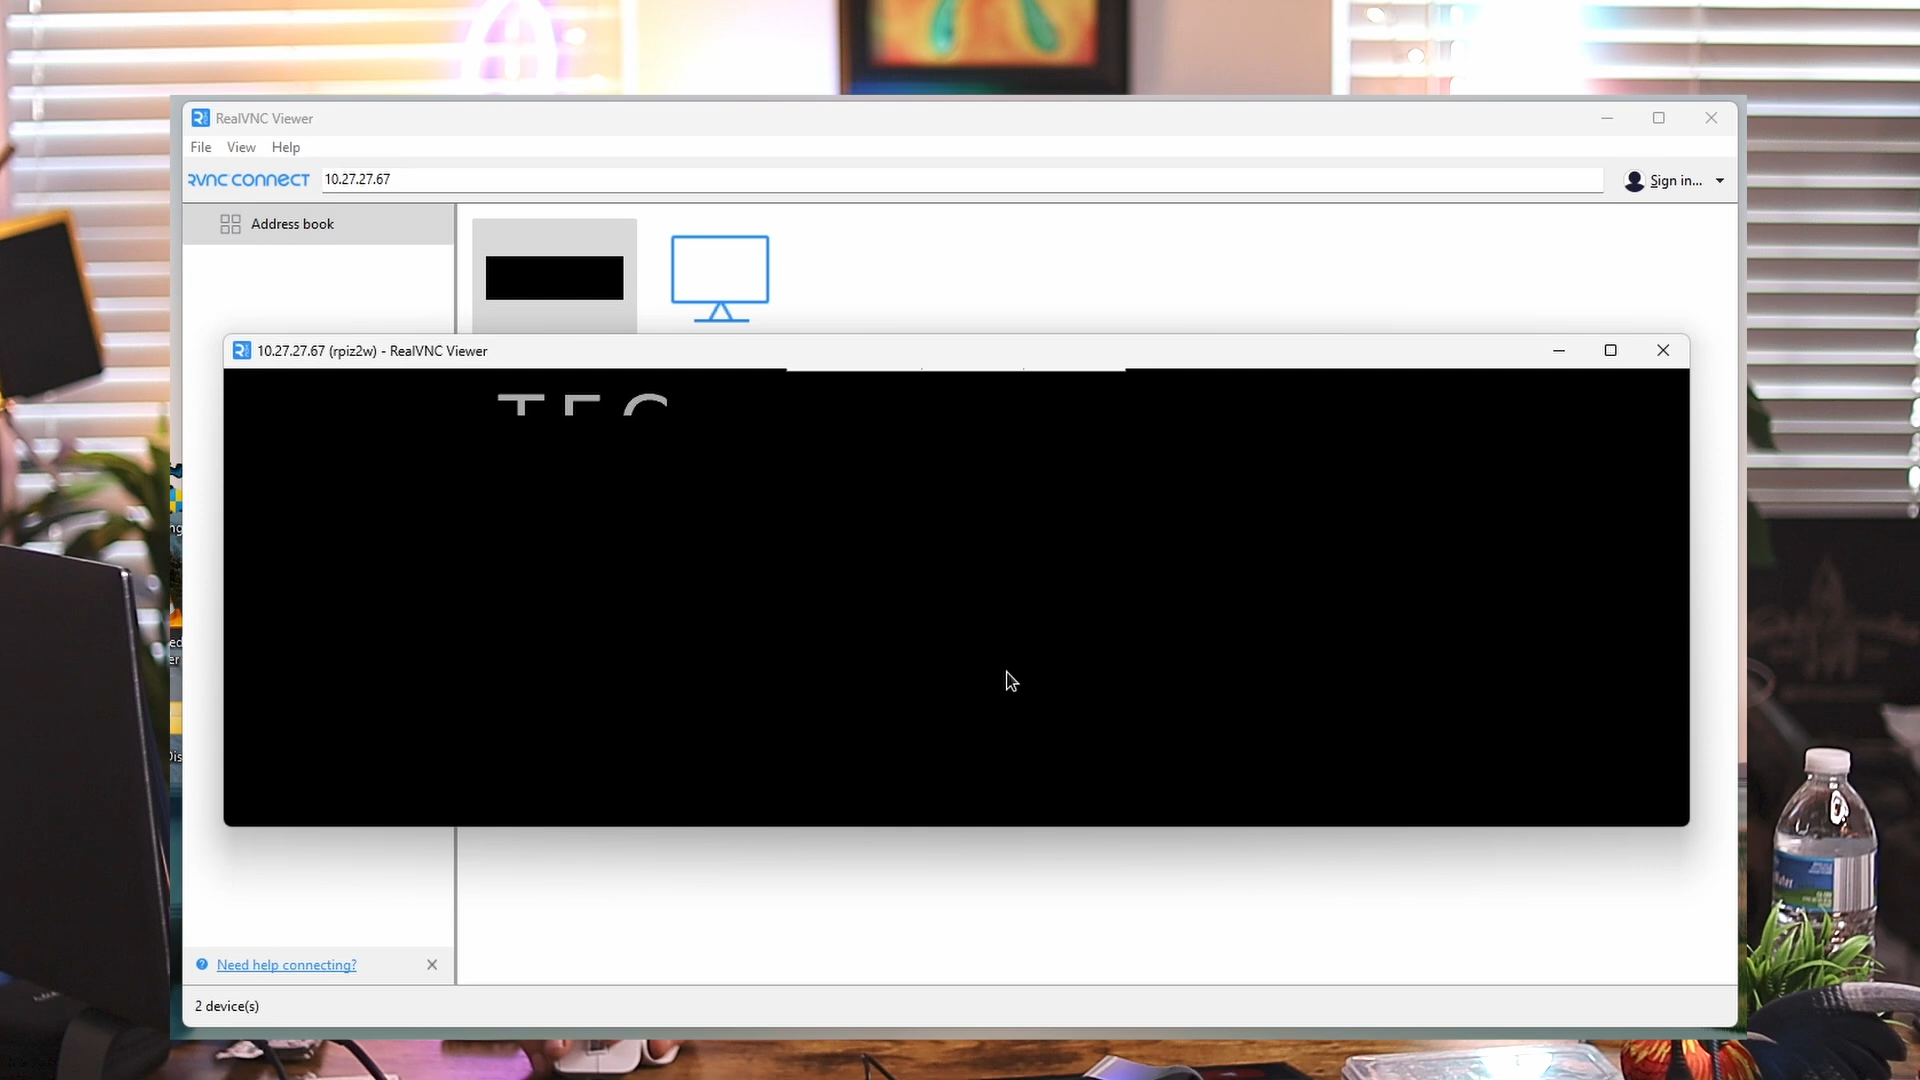 RealVNC Viewer
File View Help
RVNC CONNECT 10.27.27.67 Sign in...
Address book
10.27.27.67 (rpiz2w) - RealVNC Viewer
Need help connecting?
2 device(s)